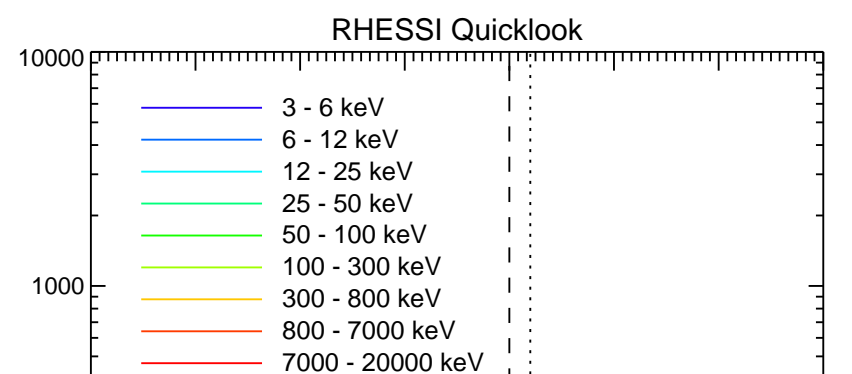 RHESSI Quicklook
10000
3 - 6 keV
6 - 12 keV
12 - 25 keV
25 - 50 keV
50 - 100 keV
100 - 300 keV
1000
300 - 800 keV
800 - 7000 keV
7000 - 20000 keV